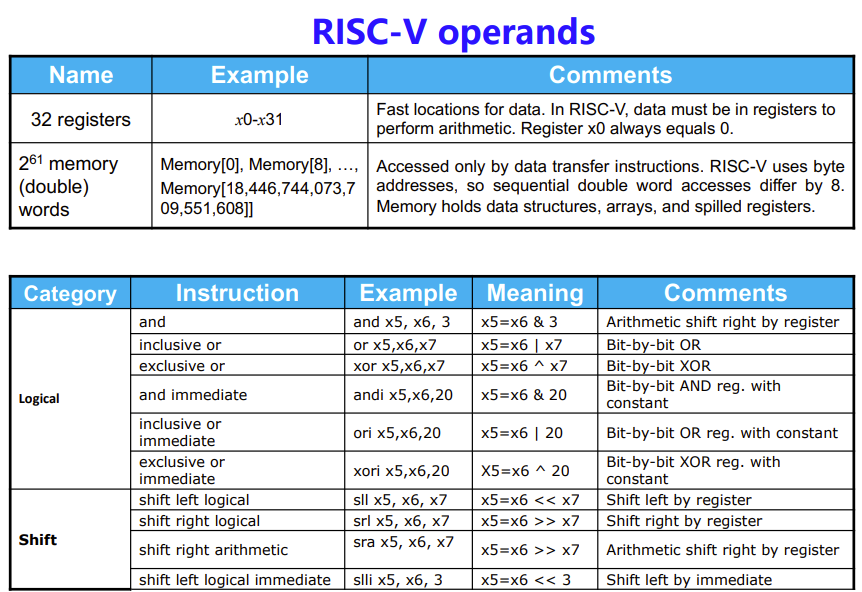 RISC-V operands
Name Example Comments
32 registers x0-x31 Fast locations for data. In RISC-V, data must be in registers to
perform arithmetic. Register x0 always equals 0.
2⁶¹ memory Memory[0], Memory[8], …, Accessed only by data transfer instructions. RISC-V uses byte
(double) Memory[18,446,744,073,7 addresses, so sequential double word accesses differ by 8.
words 09,551,608]] Memory holds data structures, arrays, and spilled registers.
Category Instruction Example Meaning Comments
Logical
and and x5, x6, 3 x5=x6 & 3 Arithmetic shift right by register
inclusive or or x5,x6,x7 x5=x6 | x7 Bit-by-bit OR
exclusive or xor x5,x6,x7 x5=x6 ^ x7 Bit-by-bit XOR
and immediate andi x5,x6,20 x5=x6 & 20 Bit-by-bit AND reg. with
constant
inclusive or
immediate ori x5,x6,20 x5=x6 | 20 Bit-by-bit OR reg. with constant
exclusive or
immediate xori x5,x6,20 X5=x6 ^ 20 Bit-by-bit XOR reg. with
constant
Shift
shift left logical sll x5, x6, x7 x5=x6 << x7 Shift left by register
shift right logical srl x5, x6, x7 x5=x6 >> x7 Shift right by register
shift right arithmetic sra x5, x6, x7 x5=x6 >> x7 Arithmetic shift right by register
shift left logical immediate slli x5, x6, 3 x5=x6 << 3 Shift left by immediate